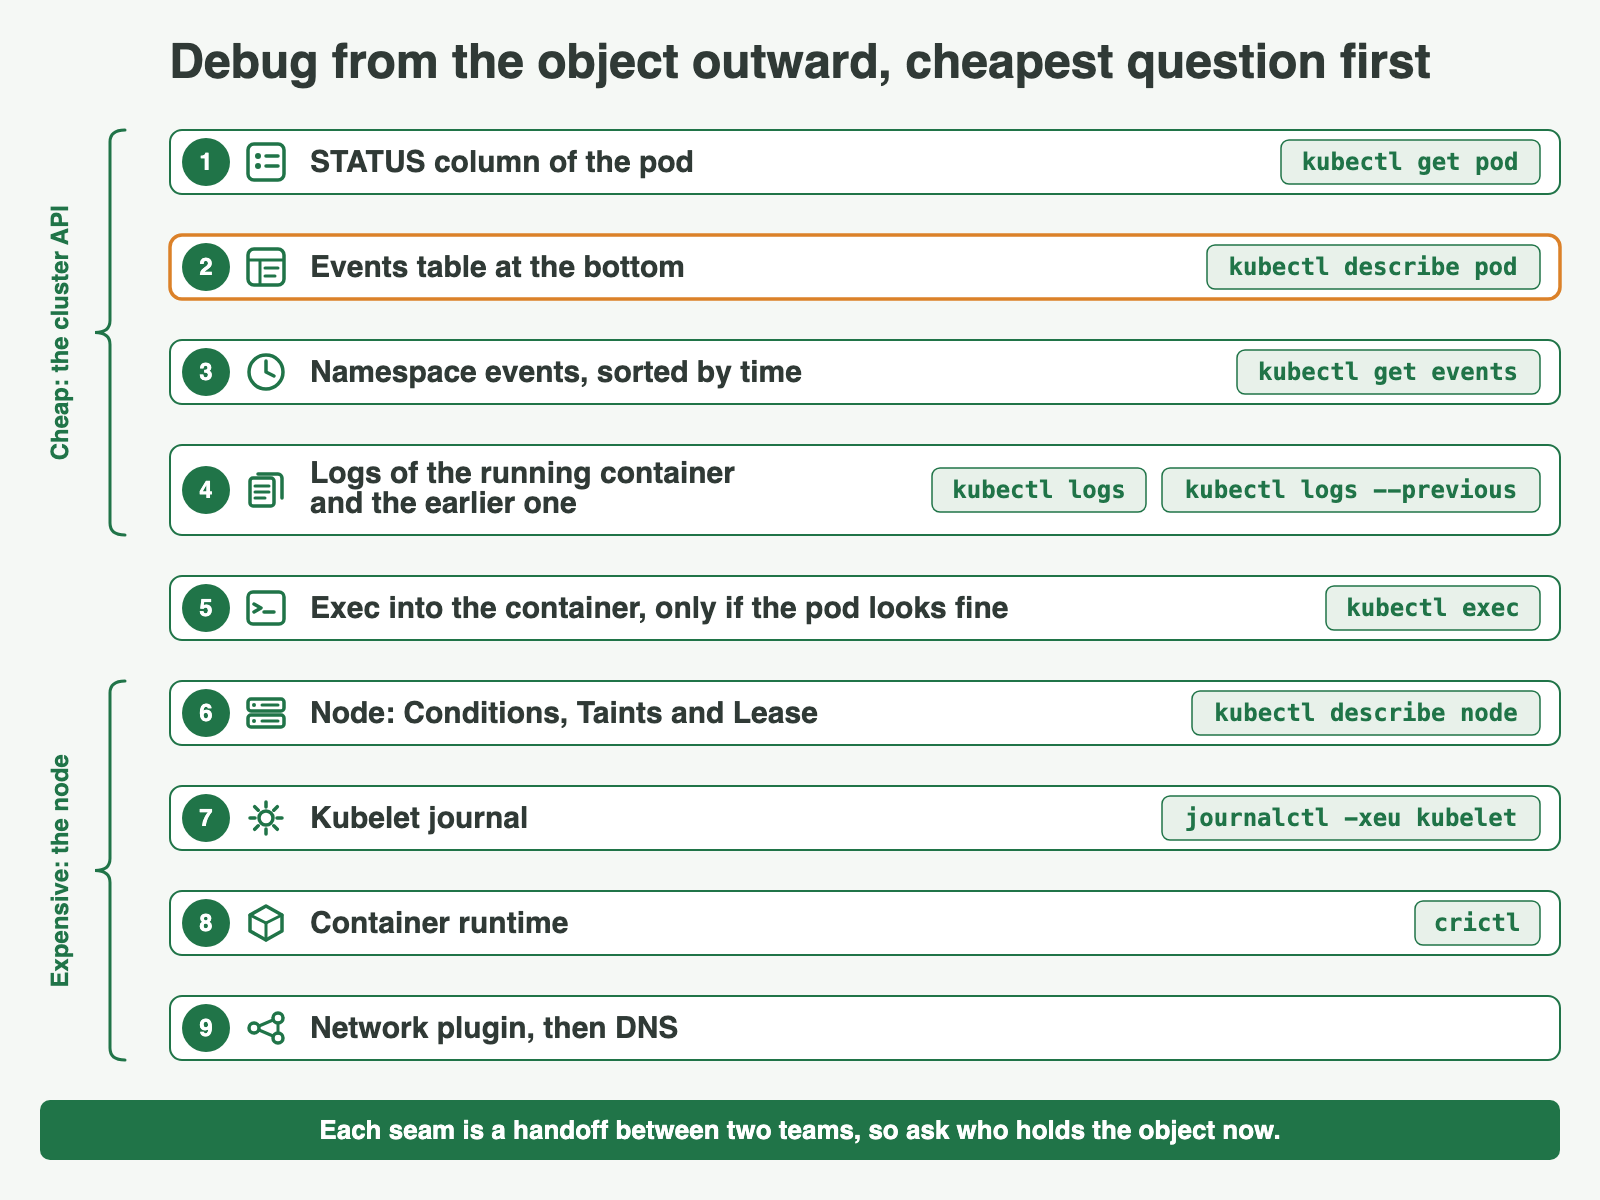 Debug from the object outward, cheapest question first
Cheap: the cluster API
1 STATUS column of the pod kubectl get pod
2 Events table at the bottom kubectl describe pod
3 Namespace events, sorted by time kubectl get events
4 Logs of the running container
and the earlier one kubectl logs kubectl logs --previous
5 Exec into the container, only if the pod looks fine kubectl exec
Expensive: the node
6 Node: Conditions, Taints and Lease kubectl describe node
7 Kubelet journal journalctl -xeu kubelet
8 Container runtime crictl
9 Network plugin, then DNS
Each seam is a handoff between two teams, so ask who holds the object now.